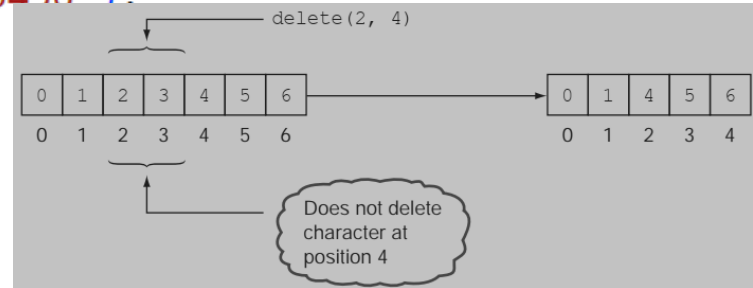 delete(2, 4)
0 1 2 3 4 5 6
0 1 4 5 6
0 1 2 3 4 5 6
0 1 2 3 4
Does not delete
character at
position 4